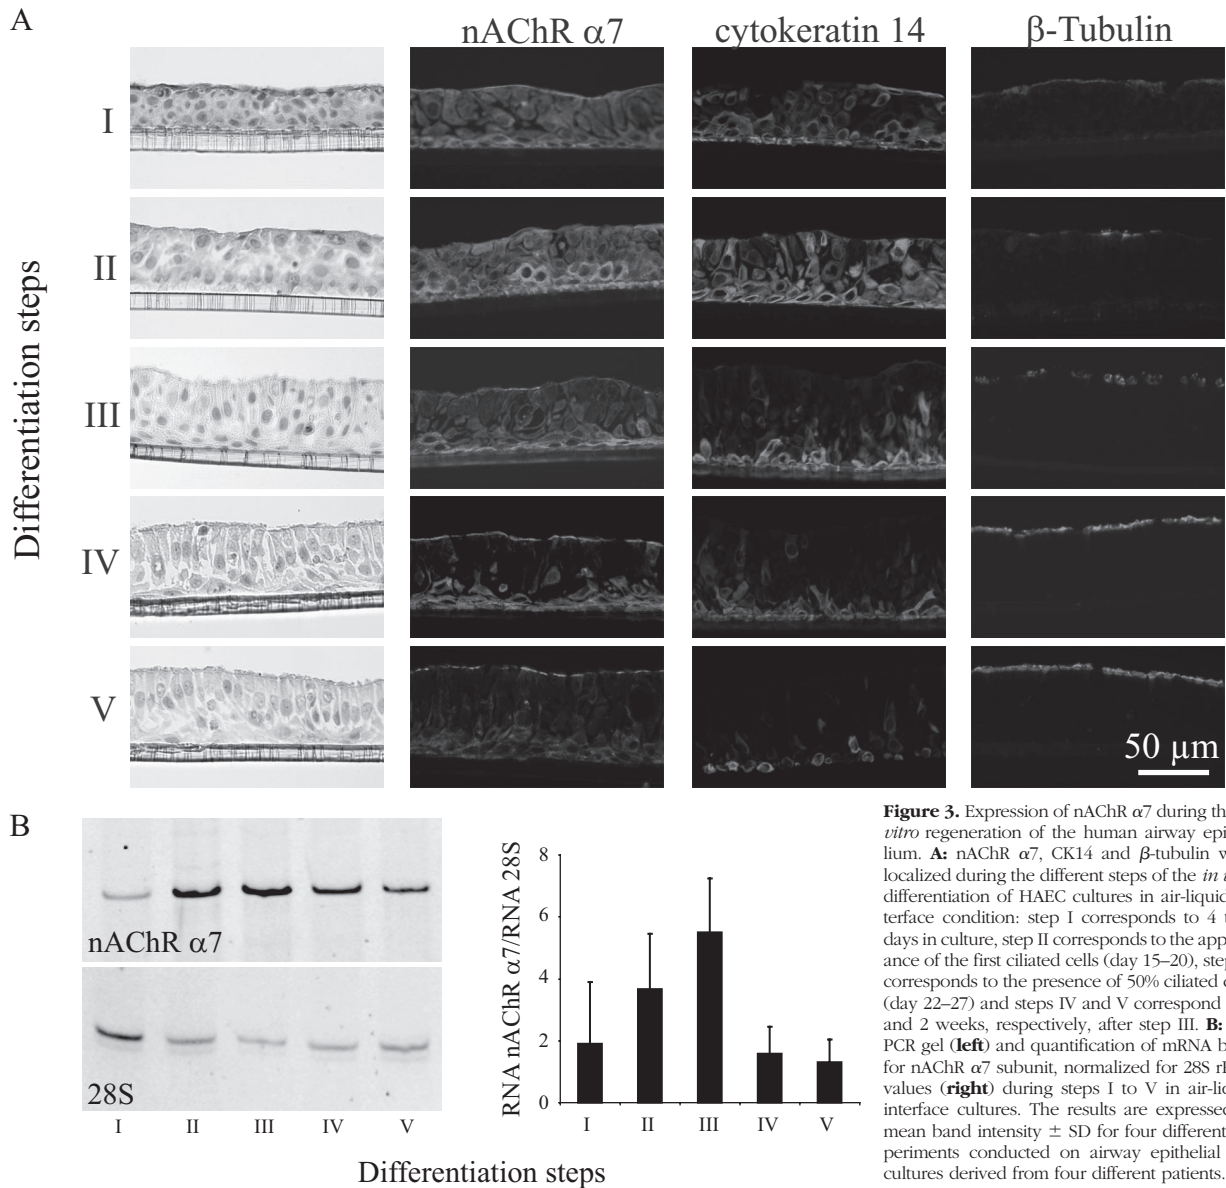 A
nAChR α7 cytokeratin 14 β-Tubulin
Differentiation steps
I
II
III
IV
V
50 µm
B
nAChR α7
28S
I II III IV V
RNA nAChR α7/RNA 28S
8
6
4
2
0
I II III IV V
Differentiation steps
Figure 3. Expression of nAChR α7 during th
vitro regeneration of the human airway epi
lium. A: nAChR α7, CK14 and β-tubulin w
localized during the different steps of the in
differentiation of HAEC cultures in air-liquid
terface condition: step I corresponds to 4 t
days in culture, step II corresponds to the app
ance of the first ciliated cells (day 15–20), step
corresponds to the presence of 50% ciliated
(day 22–27) and steps IV and V correspond
and 2 weeks, respectively, after step III. B:
PCR gel (left) and quantification of mRNA b
for nAChR α7 subunit, normalized for 28S
values (right) during steps I to V in air-liq
interface cultures. The results are expressed
mean band intensity ± SD for four different
periments conducted on airway epithelial
cultures derived from four different patients.